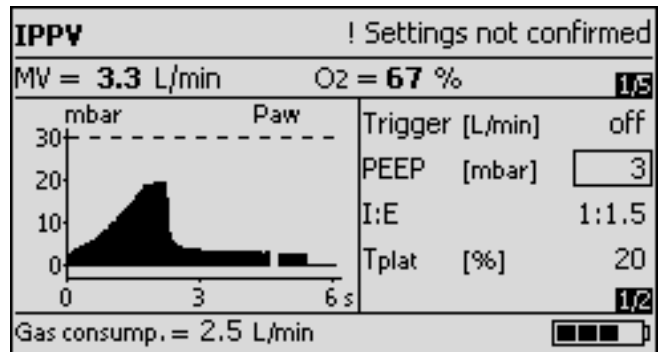 IPPV ! Settings not confirmed
MV = 3.3 L/min O2 = 67 % 1/5
mbar Paw
30
20
10
0
0 3 6 s
Trigger [L/min] off
PEEP [mbar] 3
I:E 1:1.5
Tplat [%] 20
1/2
Gas consump. = 2.5 L/min